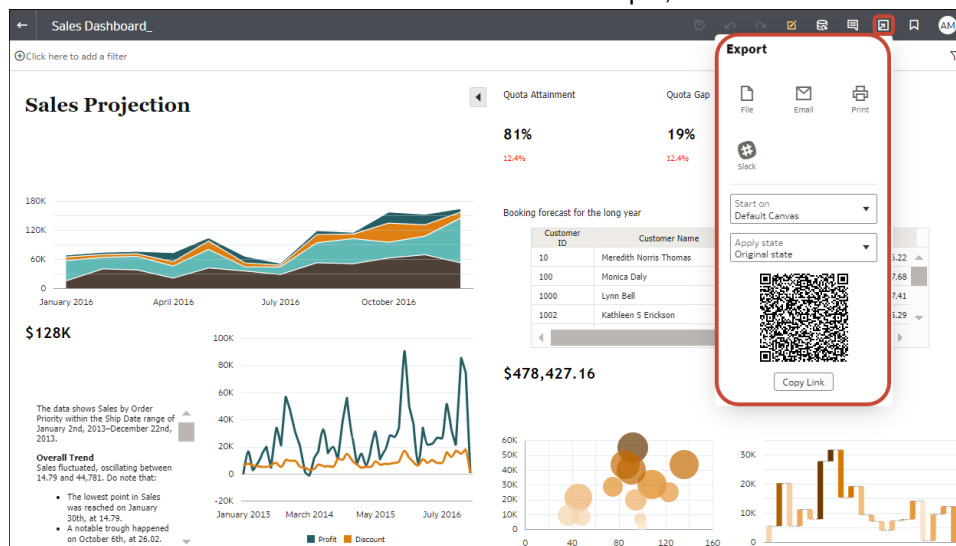 Sales Dashboard_
AM
Click here to add a filter
Sales Projection
180K
120K
60K
0
January 2016
April 2016
July 2016
October 2016
$128K
The data shows Sales by Order
Priority within the Ship Date range of
January 2nd, 2013–December 22nd,
2013.
Overall Trend
Sales fluctuated, oscillating between
14.79 and 44,781. Do note that:
• The lowest point in Sales
was reached on January
30th, at 14.79.
• A notable trough happened
on October 6th, at 26.02.
100K
80K
60K
40K
20K
0
-20K
January 2013
March 2014
May 2015
July 2016
Profit
Discount
Quota Attainment
Quota Gap
81%
19%
12.4%
12.4%
Booking forecast for the long year
Customer
ID
Customer Name
10
Meredith Norris Thomas
100
Monica Daly
1000
Lynn Bell
1002
Kathleen S Erickson
$478,427.16
60K
50K
40K
30K
20K
10K
0
0
40
80
120
160
30K
20K
10K
0
Export
File
Email
Print
Slack
Start on
Default Canvas
Apply state
Original state
Copy Link